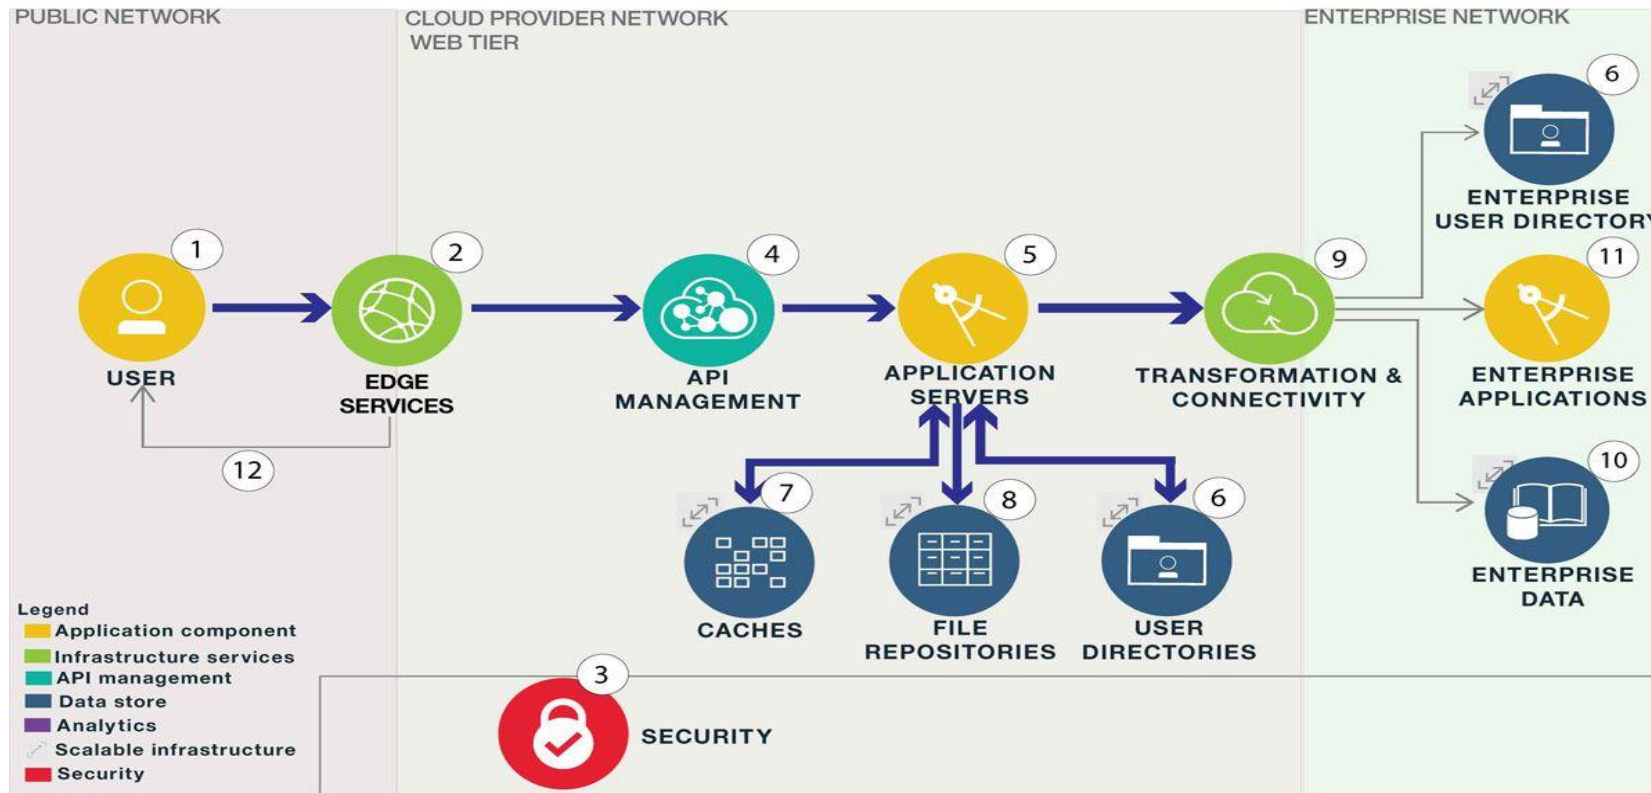 PUBLIC NETWORK
CLOUD PROVIDER NETWORK
WEB TIER
ENTERPRISE NETWORK
6
ENTERPRISE
USER DIRECTORY
1
USER
2
EDGE
SERVICES
4
API
MANAGEMENT
5
APPLICATION
SERVERS
9
TRANSFORMATION &
CONNECTIVITY
11
ENTERPRISE
APPLICATIONS
12
7
CACHES
8
FILE
REPOSITORIES
6
USER
DIRECTORIES
10
ENTERPRISE
DATA
Legend
Application component
Infrastructure services
API management
Data store
Analytics
Scalable infrastructure
Security
3
SECURITY